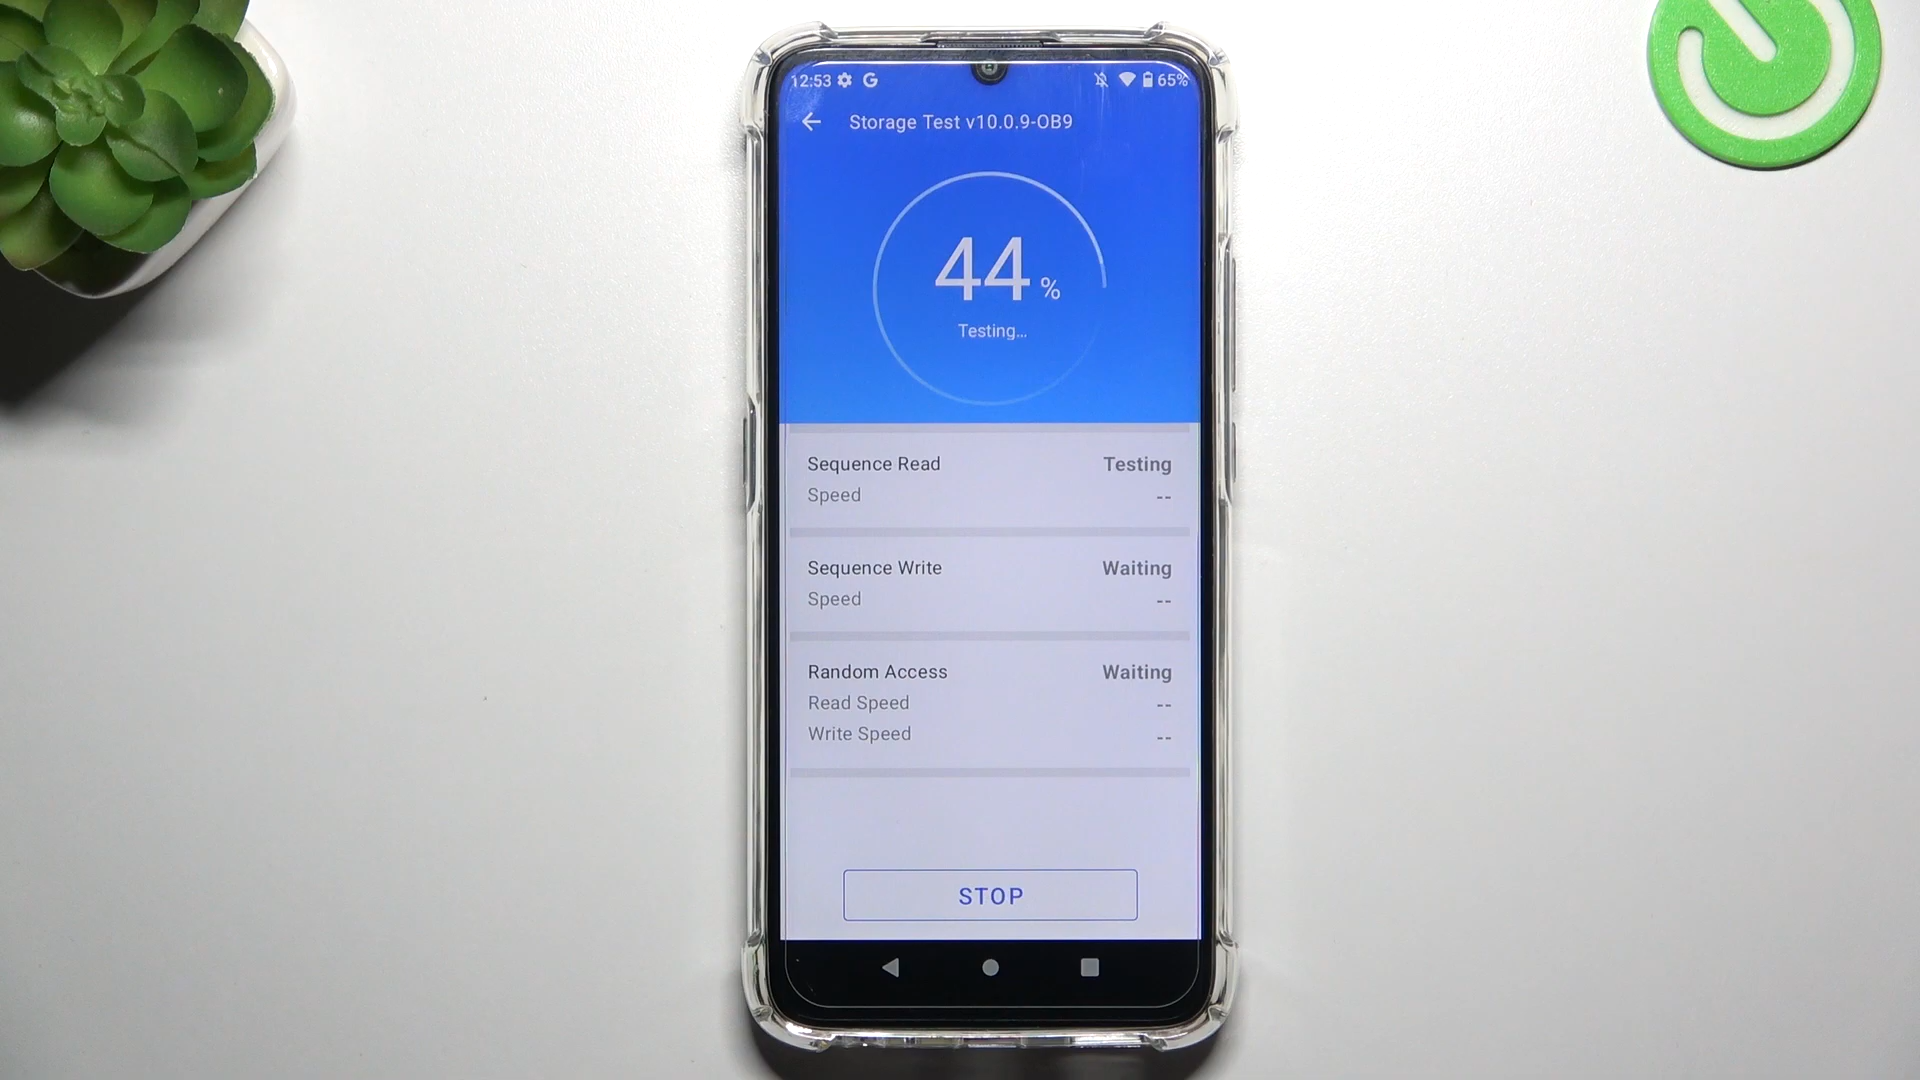 12:53 65%
Storage Test v10.0.9-OB9
44 %
Testing...
Sequence Read Testing
Speed --
Sequence Write Waiting
Speed --
Random Access Waiting
Read Speed --
Write Speed --
STOP